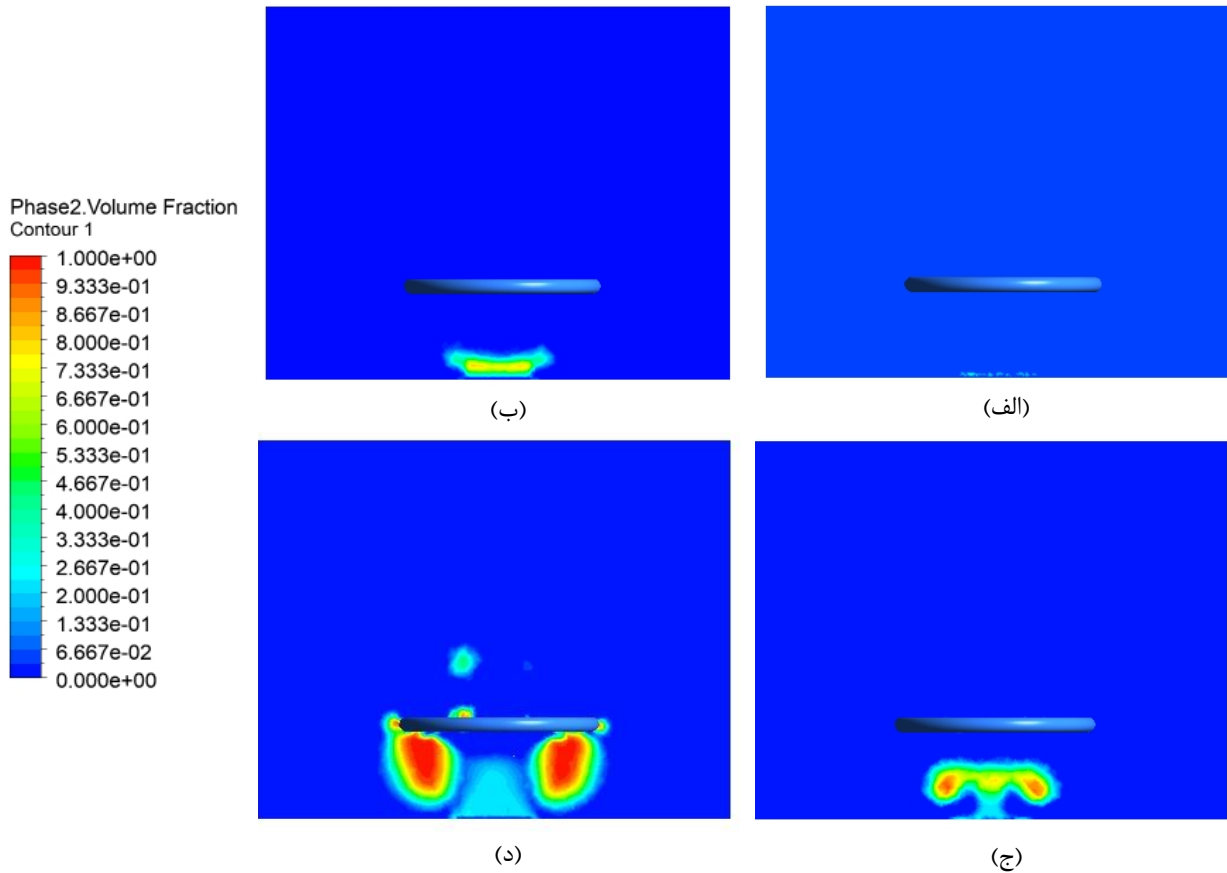 Phase2.Volume Fraction
Contour 1
1.000e+00
9.333e-01
8.667e-01
8.000e-01
7.333e-01
6.667e-01
6.000e-01
5.333e-01
4.667e-01
4.000e-01
3.333e-01
2.667e-01
2.000e-01
1.333e-01
6.667e-02
0.000e+00
(الف)
(ب)
(ج)
(د)